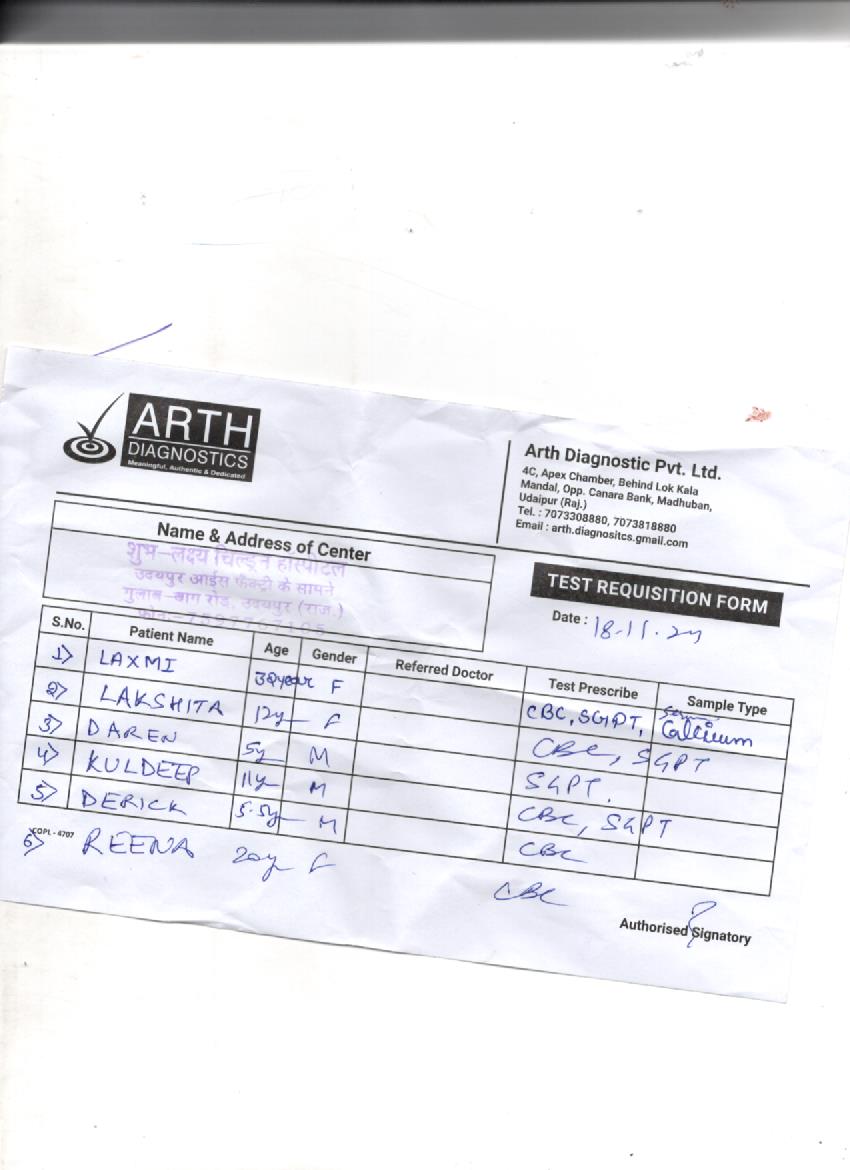 ARTH
DIAGNOSTICS
Meaningful, Authentic & Dedicated
Arth Diagnostic Pvt. Ltd.
4C, Apex Chamber, Behind Lok Kala
Mandal, Opp. Canara Bank, Madhuban,
Udaipur (Raj.)
Tel. : 7073308880, 7073818880
Email : arth.diagnositcs.gmail.com
Name & Address of Center
शुभ-लक्ष्य चिल्ड्रन हॉस्पीटल
उदयपुर आईस फैक्ट्री के सामने
गुलाब-बाग रोड, उदयपुर (राज.)
TEST REQUISITION FORM
Date : 18.11.24
S.No. Patient Name Age Gender Referred Doctor Test Prescribe Sample Type
1) LAXMI 32year F CBC, SGPT, serum Calcium
2) LAKSHITA 12y F CBC, SGPT
3) DAREN 5y M SGPT.
4) KULDEEP 11y M CBC, SGPT
5) DERICK 5.5y M CBC
COPL - 4707
6) REENA 20y F CBC
Authorised Signatory